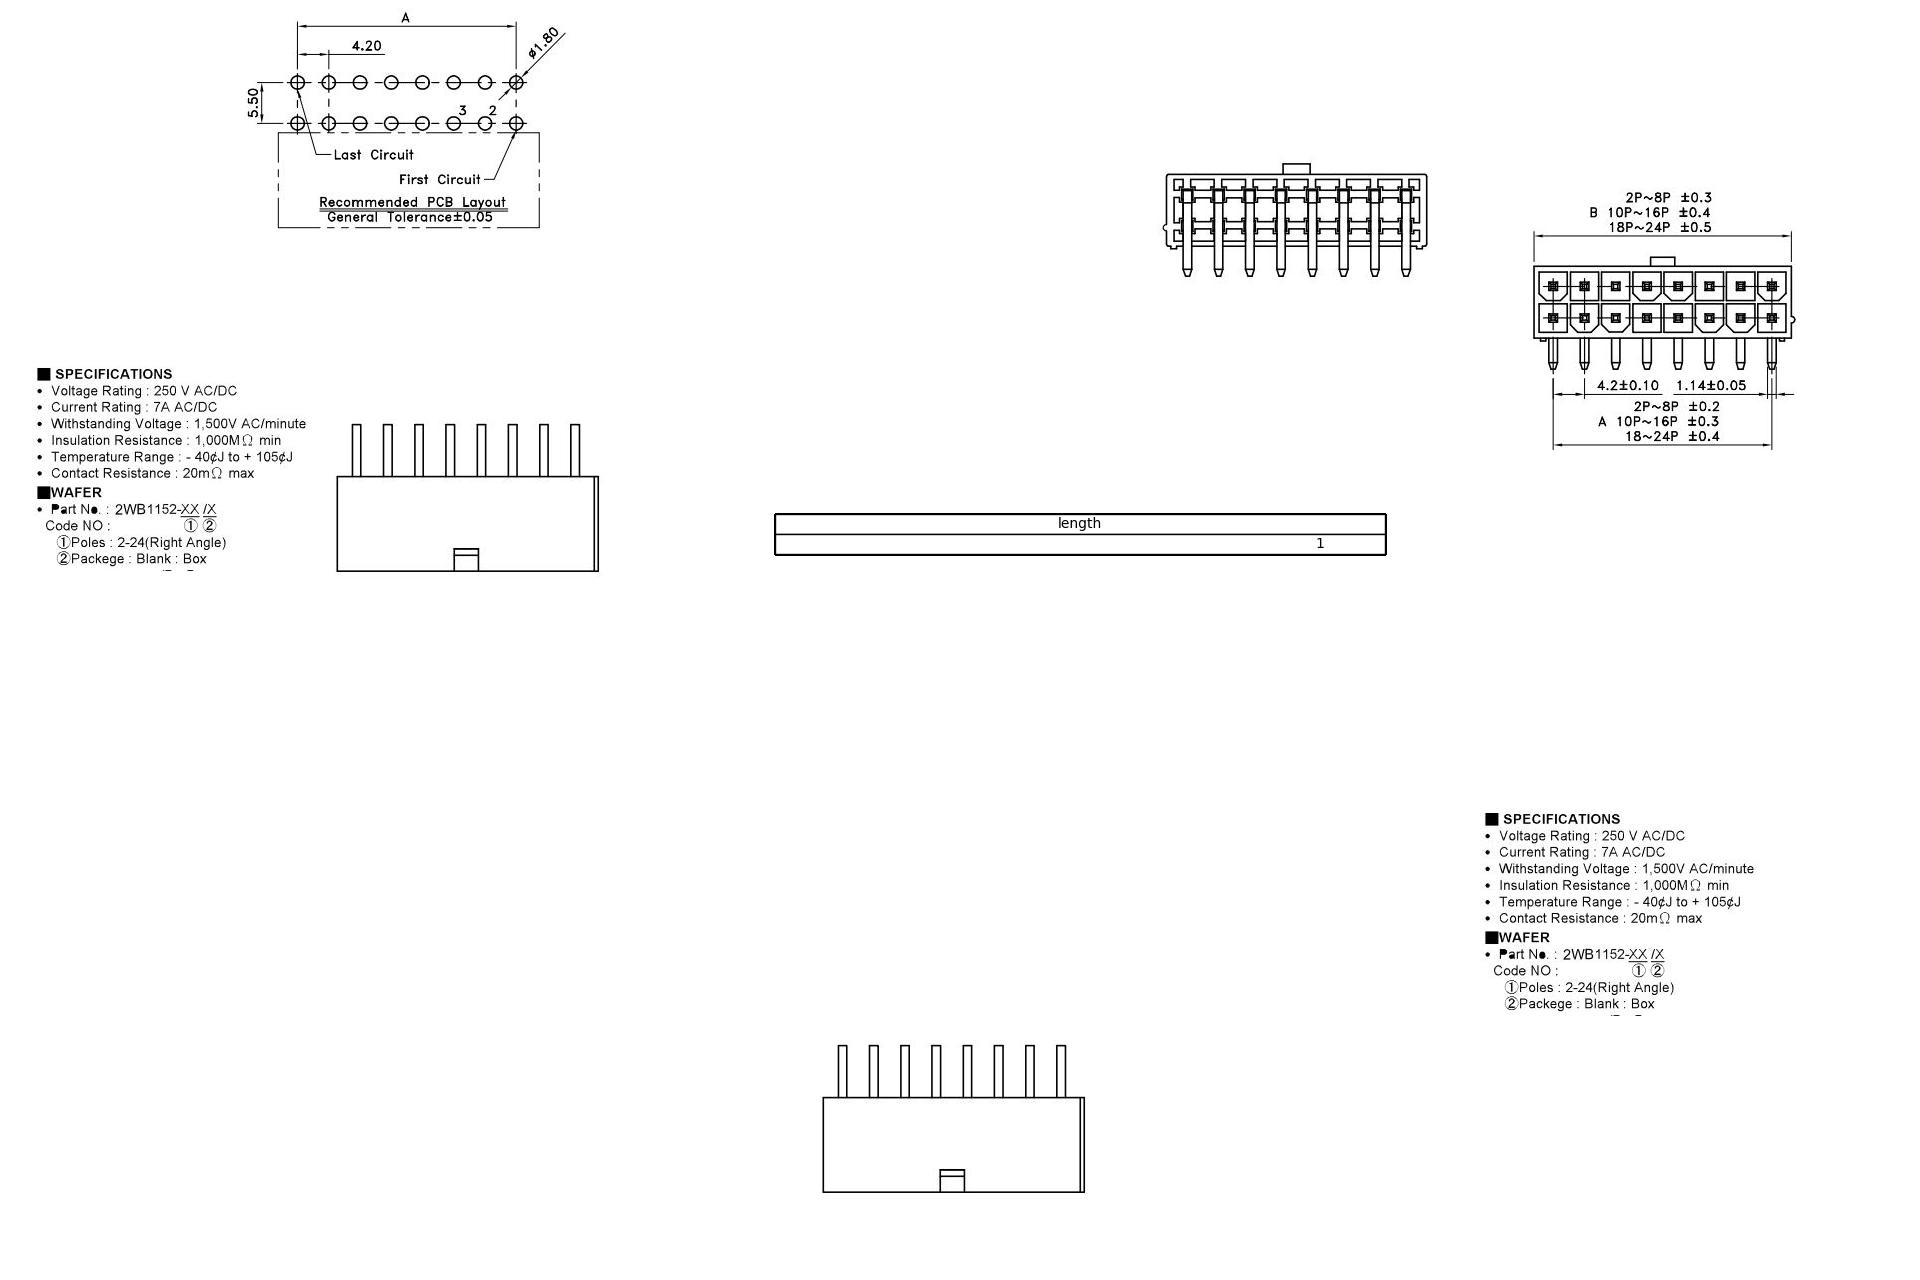 A
4.20
ø1.80
5.50
3 2
Last Circuit
First Circuit
Recommended PCB Layout
General Tolerance±0.05
2P~8P ±0.3
B 10P~16P ±0.4
18P~24P ±0.5
4.2±0.10 1.14±0.05
2P~8P ±0.2
A 10P~16P ±0.3
18~24P ±0.4
■ SPECIFICATIONS
• Voltage Rating : 250 V AC/DC
• Current Rating : 7A AC/DC
• Withstanding Voltage : 1,500V AC/minute
• Insulation Resistance : 1,000MΩ min
• Temperature Range : - 40¢J to + 105¢J
• Contact Resistance : 20mΩ max
■WAFER
• Part No. : 2WB1152-XX /X
Code NO : ① ②
①Poles : 2-24(Right Angle)
②Packege : Blank : Box
length
1
■ SPECIFICATIONS
• Voltage Rating : 250 V AC/DC
• Current Rating : 7A AC/DC
• Withstanding Voltage : 1,500V AC/minute
• Insulation Resistance : 1,000MΩ min
• Temperature Range : - 40¢J to + 105¢J
• Contact Resistance : 20mΩ max
■WAFER
• Part No. : 2WB1152-XX /X
Code NO : ① ②
①Poles : 2-24(Right Angle)
②Packege : Blank : Box